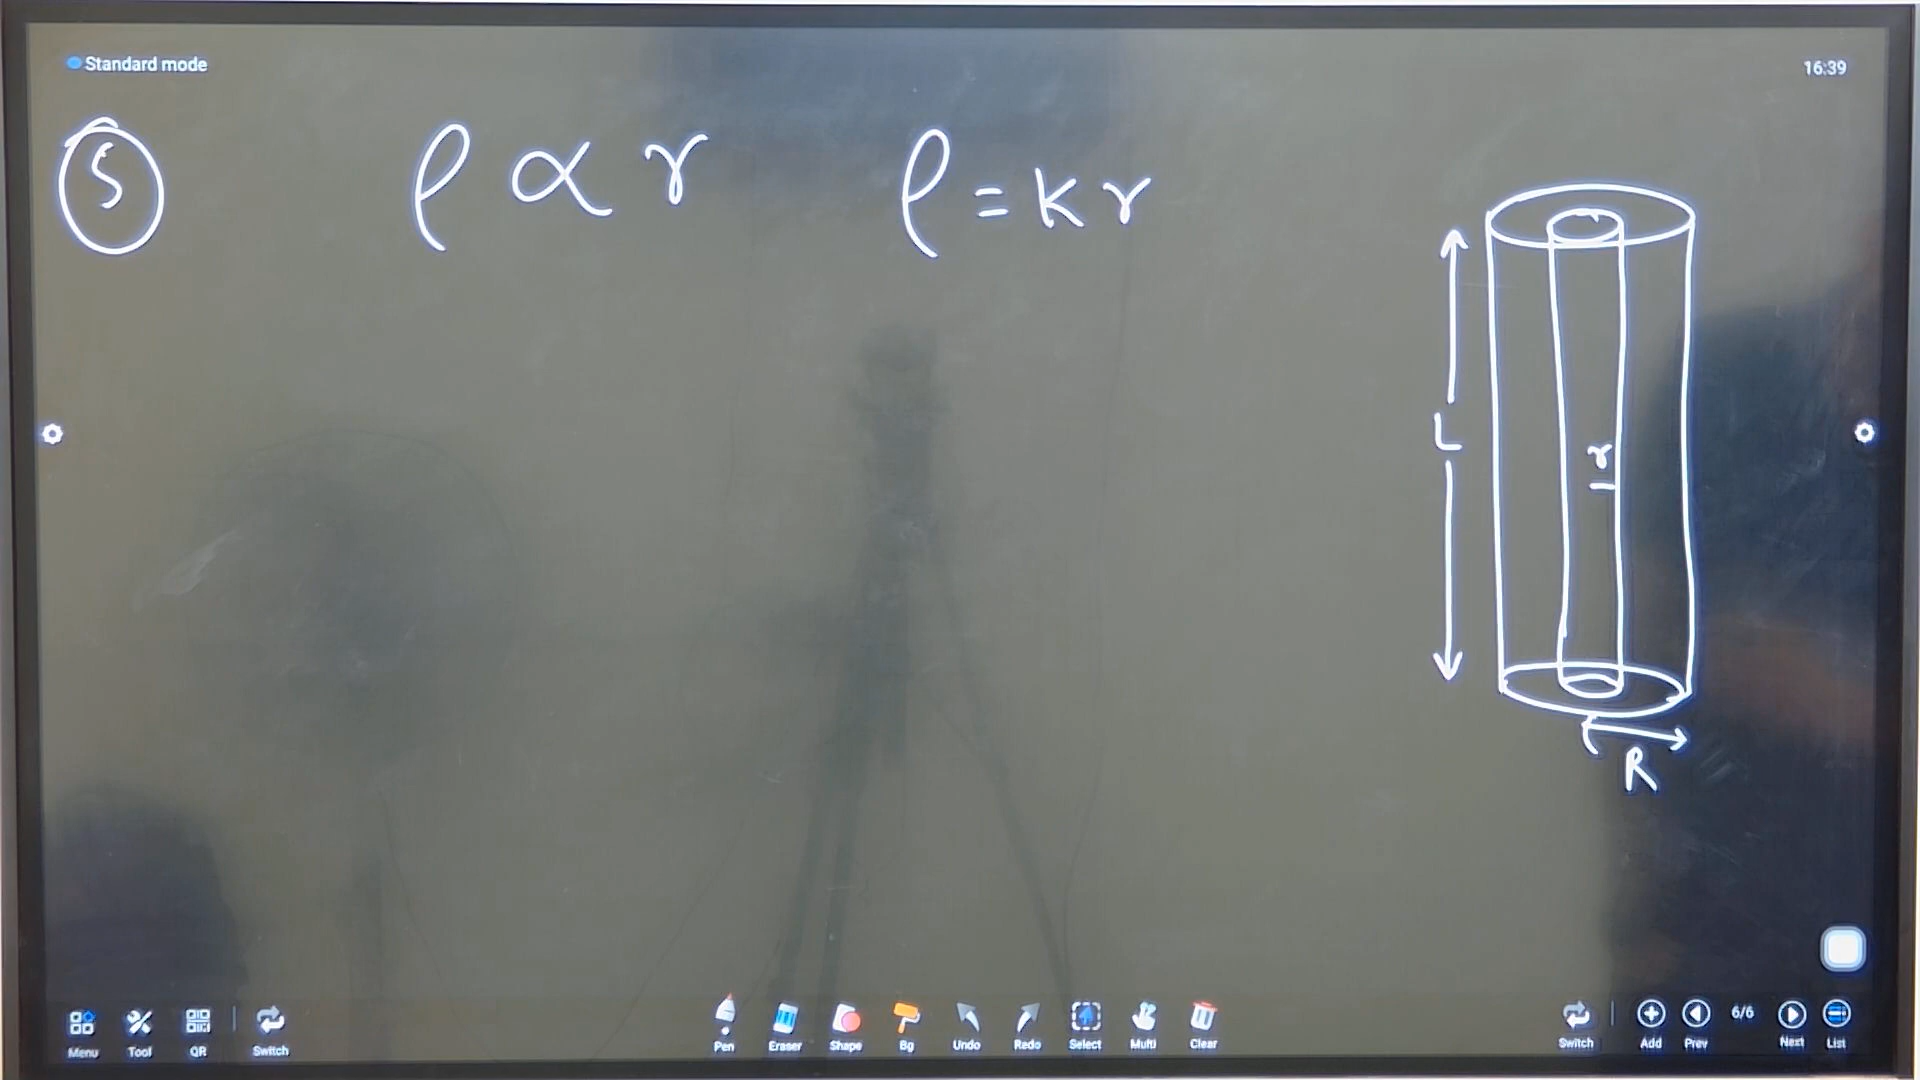 Standard mode
16:39
5 ρ ∝ r ρ = k r
L
r
R
Menu Tool QR Switch Pen Eraser Shape Bg Undo Redo Select Multi Clear Switch Add Prev 6/6 Next List